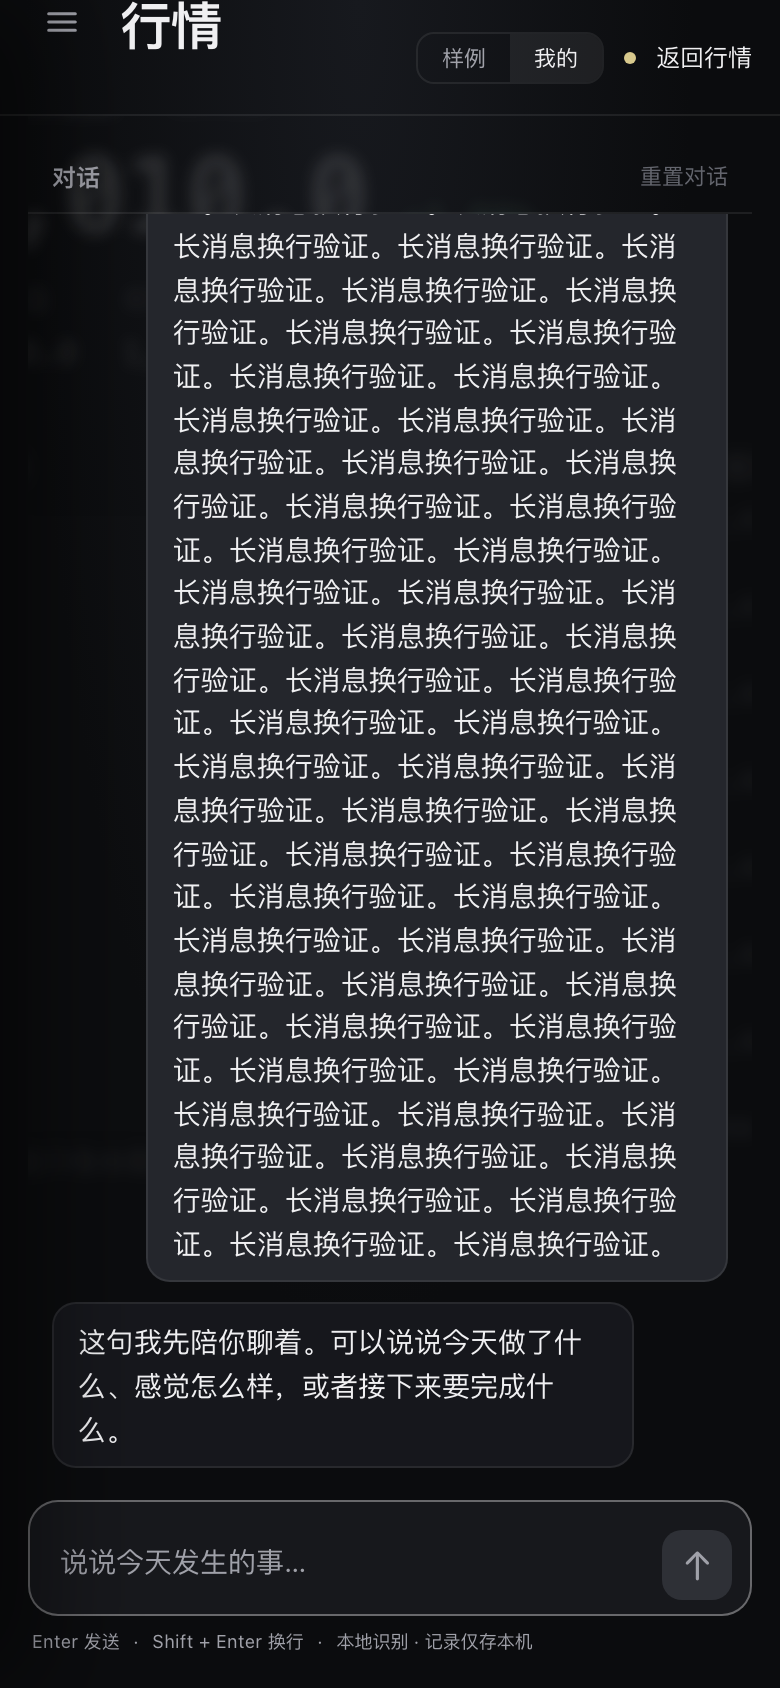 行情
样例 我的 返回行情
对话 重置对话
长消息换行验证。长消息换行验证。长消
息换行验证。长消息换行验证。长消息换
行验证。长消息换行验证。长消息换行验
证。长消息换行验证。长消息换行验证。
长消息换行验证。长消息换行验证。长消
息换行验证。长消息换行验证。长消息换
行验证。长消息换行验证。长消息换行验
证。长消息换行验证。长消息换行验证。
长消息换行验证。长消息换行验证。长消
息换行验证。长消息换行验证。长消息换
行验证。长消息换行验证。长消息换行验
证。长消息换行验证。长消息换行验证。
长消息换行验证。长消息换行验证。长消
息换行验证。长消息换行验证。长消息换
行验证。长消息换行验证。长消息换行验
证。长消息换行验证。长消息换行验证。
长消息换行验证。长消息换行验证。长消
息换行验证。长消息换行验证。长消息换
行验证。长消息换行验证。长消息换行验
证。长消息换行验证。长消息换行验证。
长消息换行验证。长消息换行验证。长消
息换行验证。长消息换行验证。长消息换
行验证。长消息换行验证。长消息换行验
证。长消息换行验证。长消息换行验证。
这句我先陪你聊着。可以说说今天做了什
么、感觉怎么样，或者接下来要完成什
么。
说说今天发生的事...
Enter 发送 · Shift + Enter 换行 · 本地识别 · 记录仅存本机